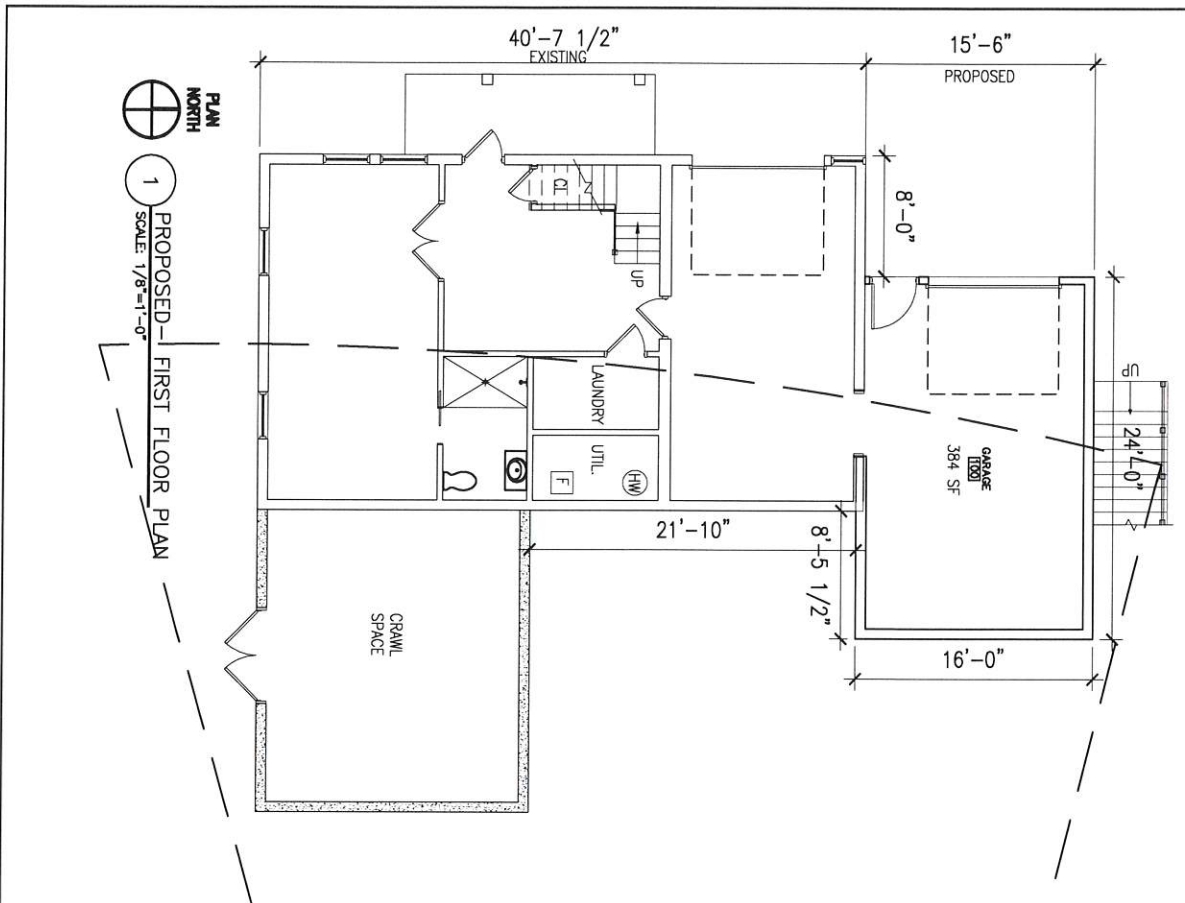 40'-7 1/2"
EXISTING
15'-6"
PROPOSED
PLAN
NORTH
1
PROPOSED- FIRST FLOOR PLAN
SCALE: 1/8"=1'-0"
8'-0"
CL
UP
UP
24'-0"
LAUNDRY
GARAGE
100
384 SF
UTIL.
HW
F
21'-10"
8'-5 1/2"
CRAWL
SPACE
16'-0"